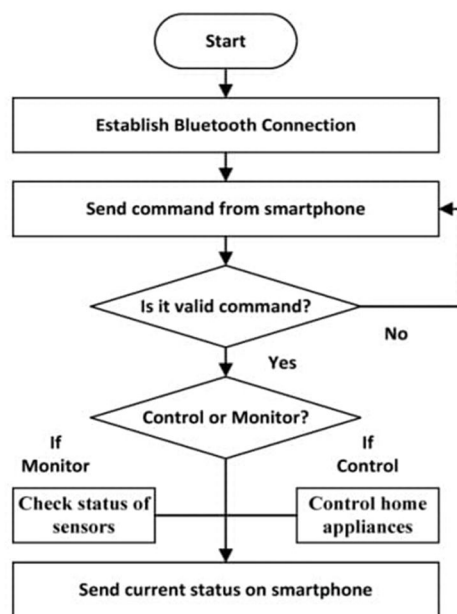 Start
Establish Bluetooth Connection
Send command from smartphone
Is it valid command?
No
Yes
Control or Monitor?
If
Monitor
If
Control
Check status of
sensors
Control home
appliances
Send current status on smartphone